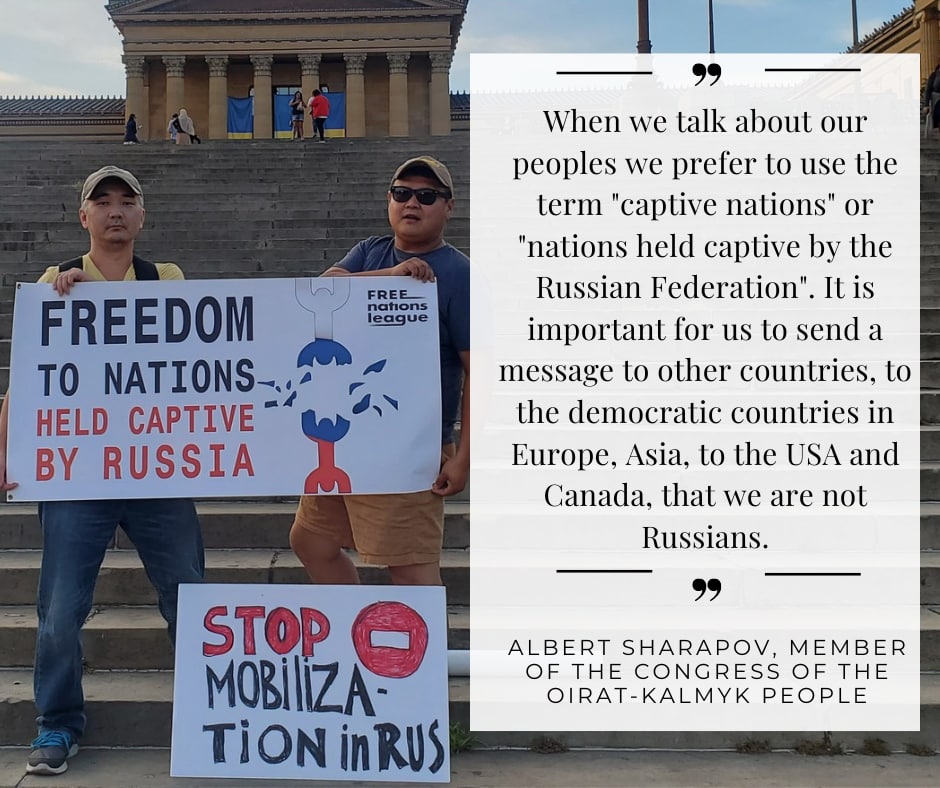 FREEDOM
TO NATIONS
HELD CAPTIVE
BY RUSSIA
FREE
nations
league
STOP
MOBiliZA-
TiON in RUS
”
When we talk about our
peoples we prefer to use the
term "captive nations" or
"nations held captive by the
Russian Federation". It is
important for us to send a
message to other countries, to
the democratic countries in
Europe, Asia, to the USA and
Canada, that we are not
Russians.
”
ALBERT SHARAPOV, MEMBER
OF THE CONGRESS OF THE
OIRAT-KALMYK PEOPLE